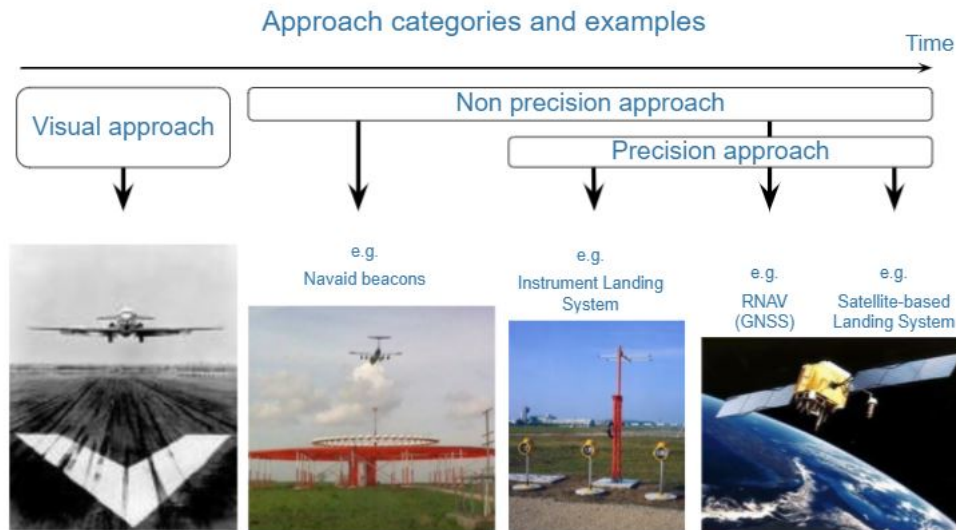 Approach categories and examples
Time
Visual approach
Non precision approach
Precision approach
e.g.
Navaid beacons
e.g.
Instrument Landing
System
e.g.
RNAV
(GNSS)
e.g.
Satellite-based
Landing System